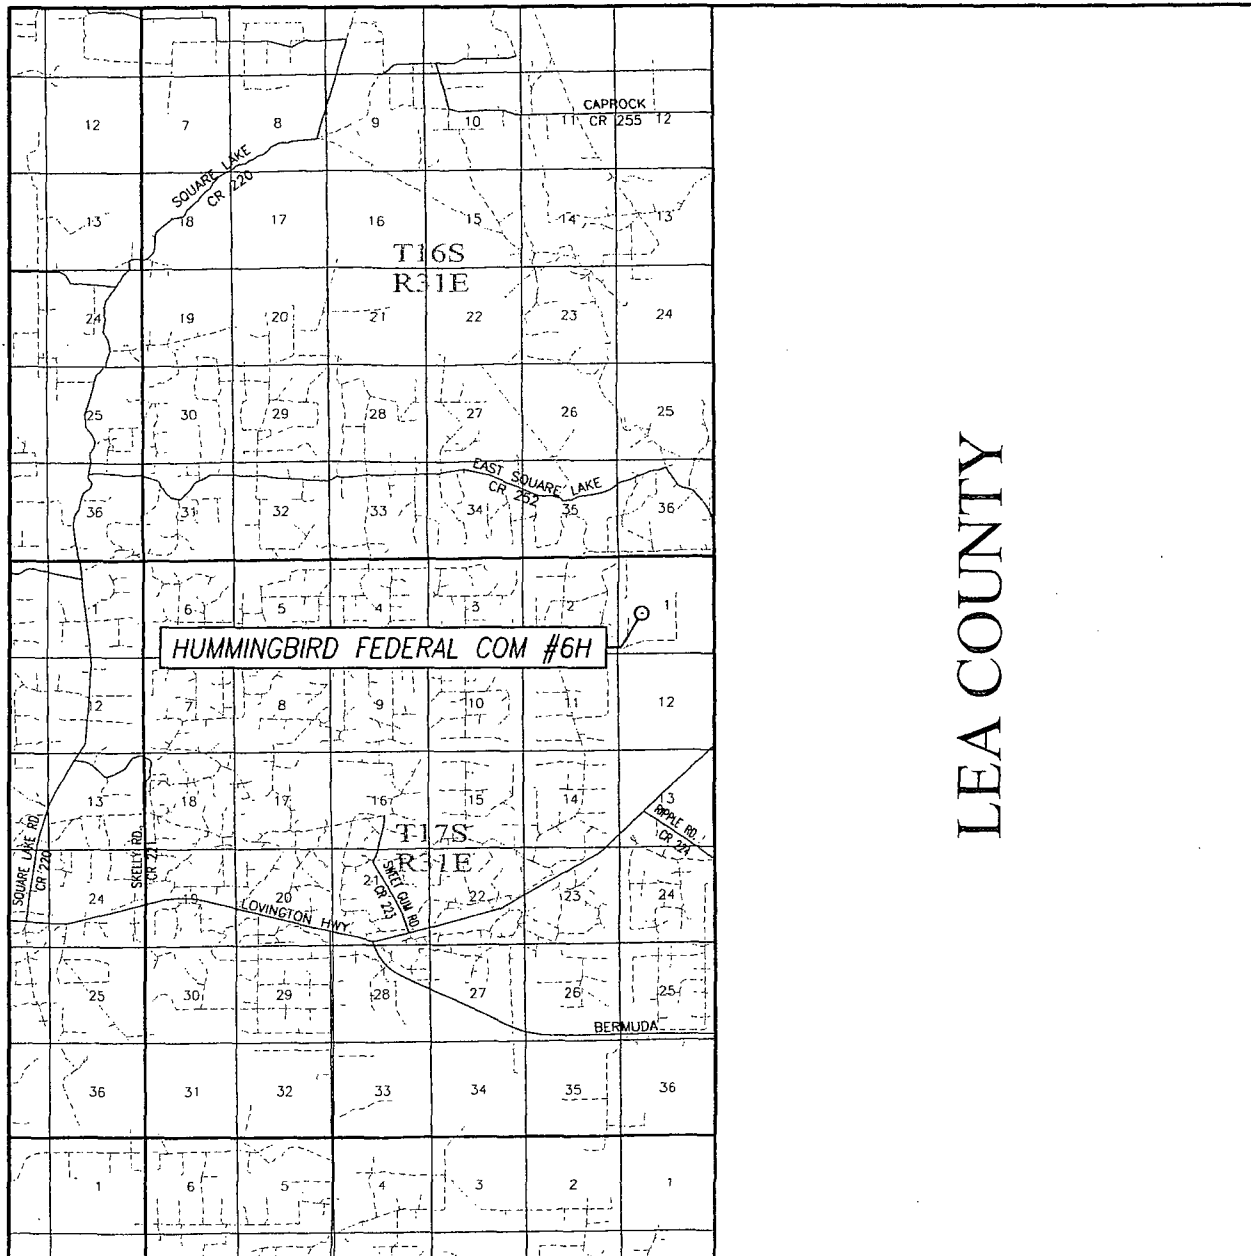 CAPROCK
12 7 8 9 10 11 CR 255 12
SQUARE LAKE
CR 220
13 18 17 16 15 14 13
T16S
R31E
24 19 20 21 22 23 24
25 30 29 28 27 26 25
EAST SQUARE LAKE
CR 252
36 31 32 33 34 35 36
1 6 5 4 3 2 1
HUMMINGBIRD FEDERAL COM #6H
12 7 8 9 10 11 12
13 18 17 16 15 14 13
RIPPLE RD.
CR 224
T17S
R31E
SQUARE LAKE RD.
CR 220
SKELLY RD.
CR 221
21
SWEET GUM RD.
CR 223
24 19 20 22 23 24
LOVINGTON HWY.
25 30 29 28 27 26 25
BERMUDA
36 31 32 33 34 35 36
1 6 5 4 3 2 1
LEA COUNTY